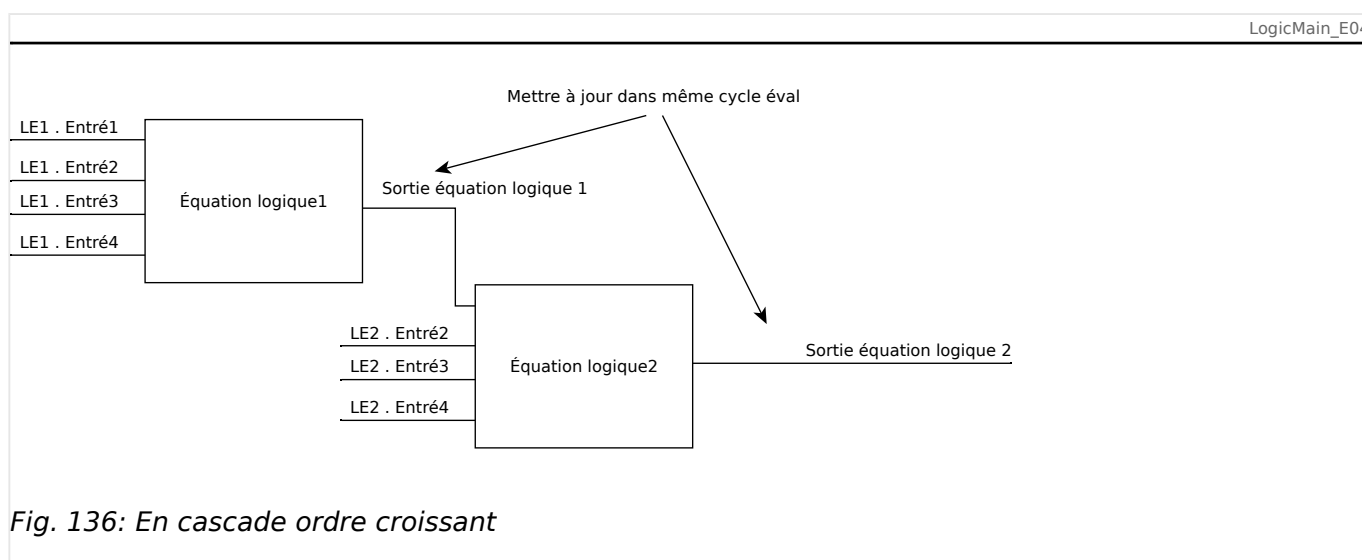 LogicMain_E04
Mettre à jour dans même cycle éval
LE1 . Entré1
LE1 . Entré2
LE1 . Entré3
LE1 . Entré4
Équation logique1
Sortie équation logique 1
LE2 . Entré2
LE2 . Entré3
LE2 . Entré4
Équation logique2
Sortie équation logique 2
Fig. 136: En cascade ordre croissant